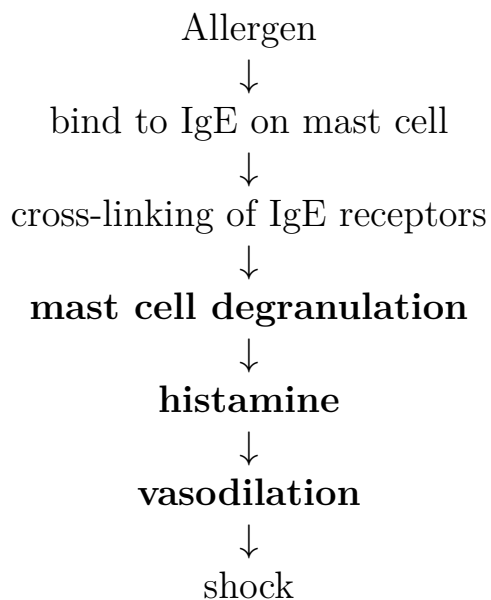 Allergen
↓
bind to IgE on mast cell
↓
cross-linking of IgE receptors
↓
mast cell degranulation
↓
histamine
↓
vasodilation
↓
shock